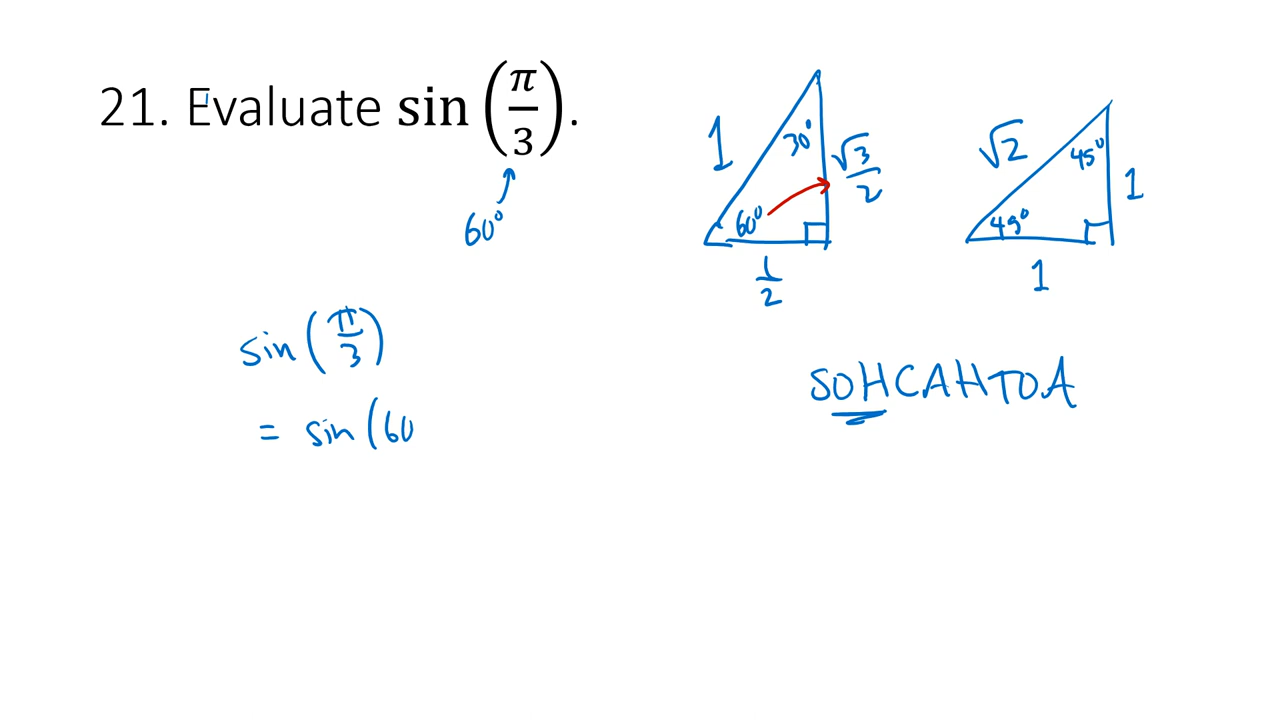 21. Evaluate sin(π/3).
60°
1
30°
√3/2
60°
1/2
√2
45°
1
45°
1
sin(π/3)
= sin(60
SOHCAHTOA